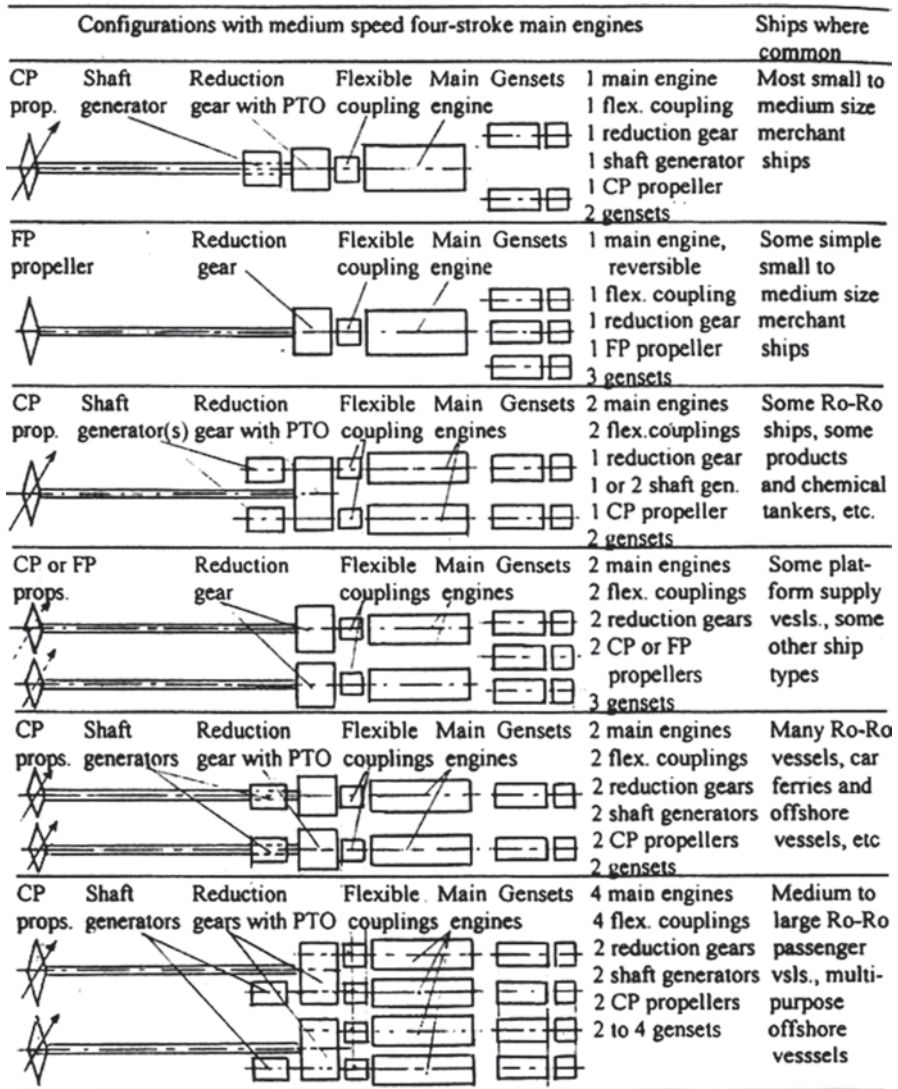 Configurations with medium speed four-stroke main engines Ships where
common
CP Shaft Reduction Flexible Main Gensets 1 main engine Most small to
prop. generator gear with PTO coupling engine 1 flex. coupling medium size
1 reduction gear merchant
1 shaft generator ships
1 CP propeller
2 gensets
FP Reduction Flexible Main Gensets 1 main engine, Some simple
propeller gear coupling engine reversible small to
1 flex. coupling medium size
1 reduction gear merchant
1 FP propeller ships
3 gensets
CP Shaft Reduction Flexible Main Gensets 2 main engines Some Ro-Ro
prop. generator(s) gear with PTO coupling engines 2 flex.couplings ships, some
1 reduction gear products
1 or 2 shaft gen. and chemical
1 CP propeller tankers, etc.
2 gensets
CP or FP Reduction Flexible Main Gensets 2 main engines Some plat-
props. gear couplings engines 2 flex. couplings form supply
2 reduction gears vesls., some
2 CP or FP other ship
propellers types
3 gensets
CP Shaft Reduction Flexible Main Gensets 2 main engines Many Ro-Ro
props. generators gear with PTO couplings engines 2 flex. couplings vessels, car
2 reduction gears ferries and
2 shaft generators offshore
2 CP propellers vessels, etc
2 gensets
CP Shaft Reduction Flexible Main Gensets 4 main engines Medium to
props. generators gears with PTO couplings engines 4 flex. couplings large Ro-Ro
2 reduction gears passenger
2 shaft generators vsls., multi-
2 CP propellers purpose
2 to 4 gensets offshore
vesssels